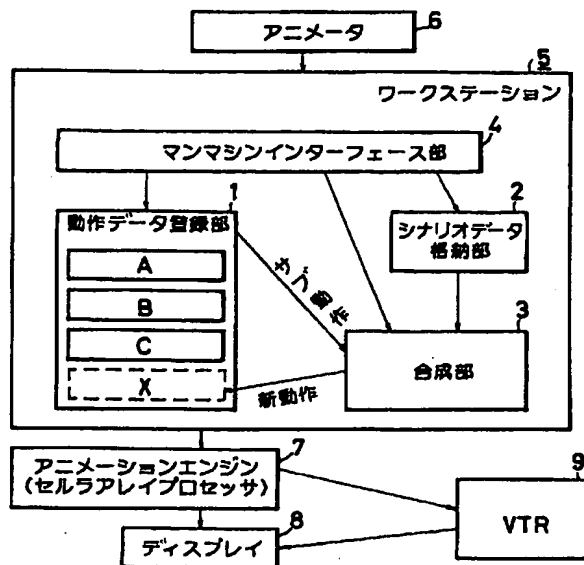 アニメータ
6
5
ワークステーション
4
マンマシンインターフェース部
1
動作データ登録部
A
B
C
X
2
シナリオデータ
格納部
サブ動作
3
合成部
新動作
7
アニメーションエンジン
(セルラアレイプロセッサ)
8
ディスプレイ
9
VTR